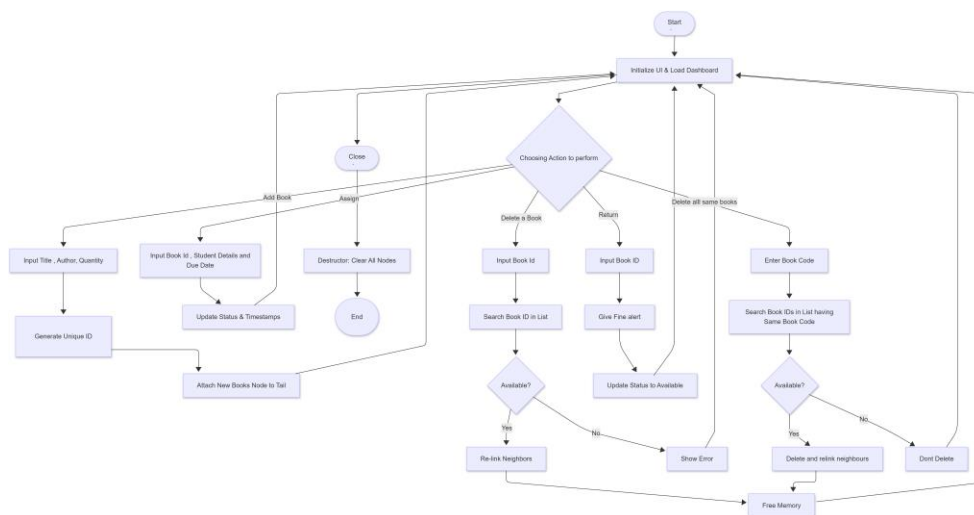 Start
Initialize UI & Load Dashboard
Close
Choosing Action to perform
Add Book
Assign
Delete a Book
Return
Delete alll same books
Input Title , Author, Quantity
Input Book Id , Student Details and
Due Date
Destructor: Clear All Nodes
Input Book Id
Input Book ID
Enter Book Code
Update Status & Timestamps
End
Search Book ID in List
Give Fine alert
Search Book IDs in List having
Same Book Code
Generate Unique ID
Attach New Books Node to Tail
Available?
Update Status to Available
Available?
Yes
No
Yes
No
Re-link Neighbors
Show Error
Delete and relink neighbours
Dont Delete
Free Memory